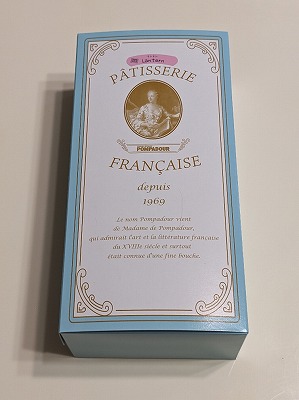 PÂTISSERIE
POMPADOUR
FRANÇAISE
depuis
1969
Le nom Pompadour vient
de Madame de Pompadour,
qui admirait l'art et la littérature française
du XVIIIe siècle et surtout
était connue d'une fine bouche.